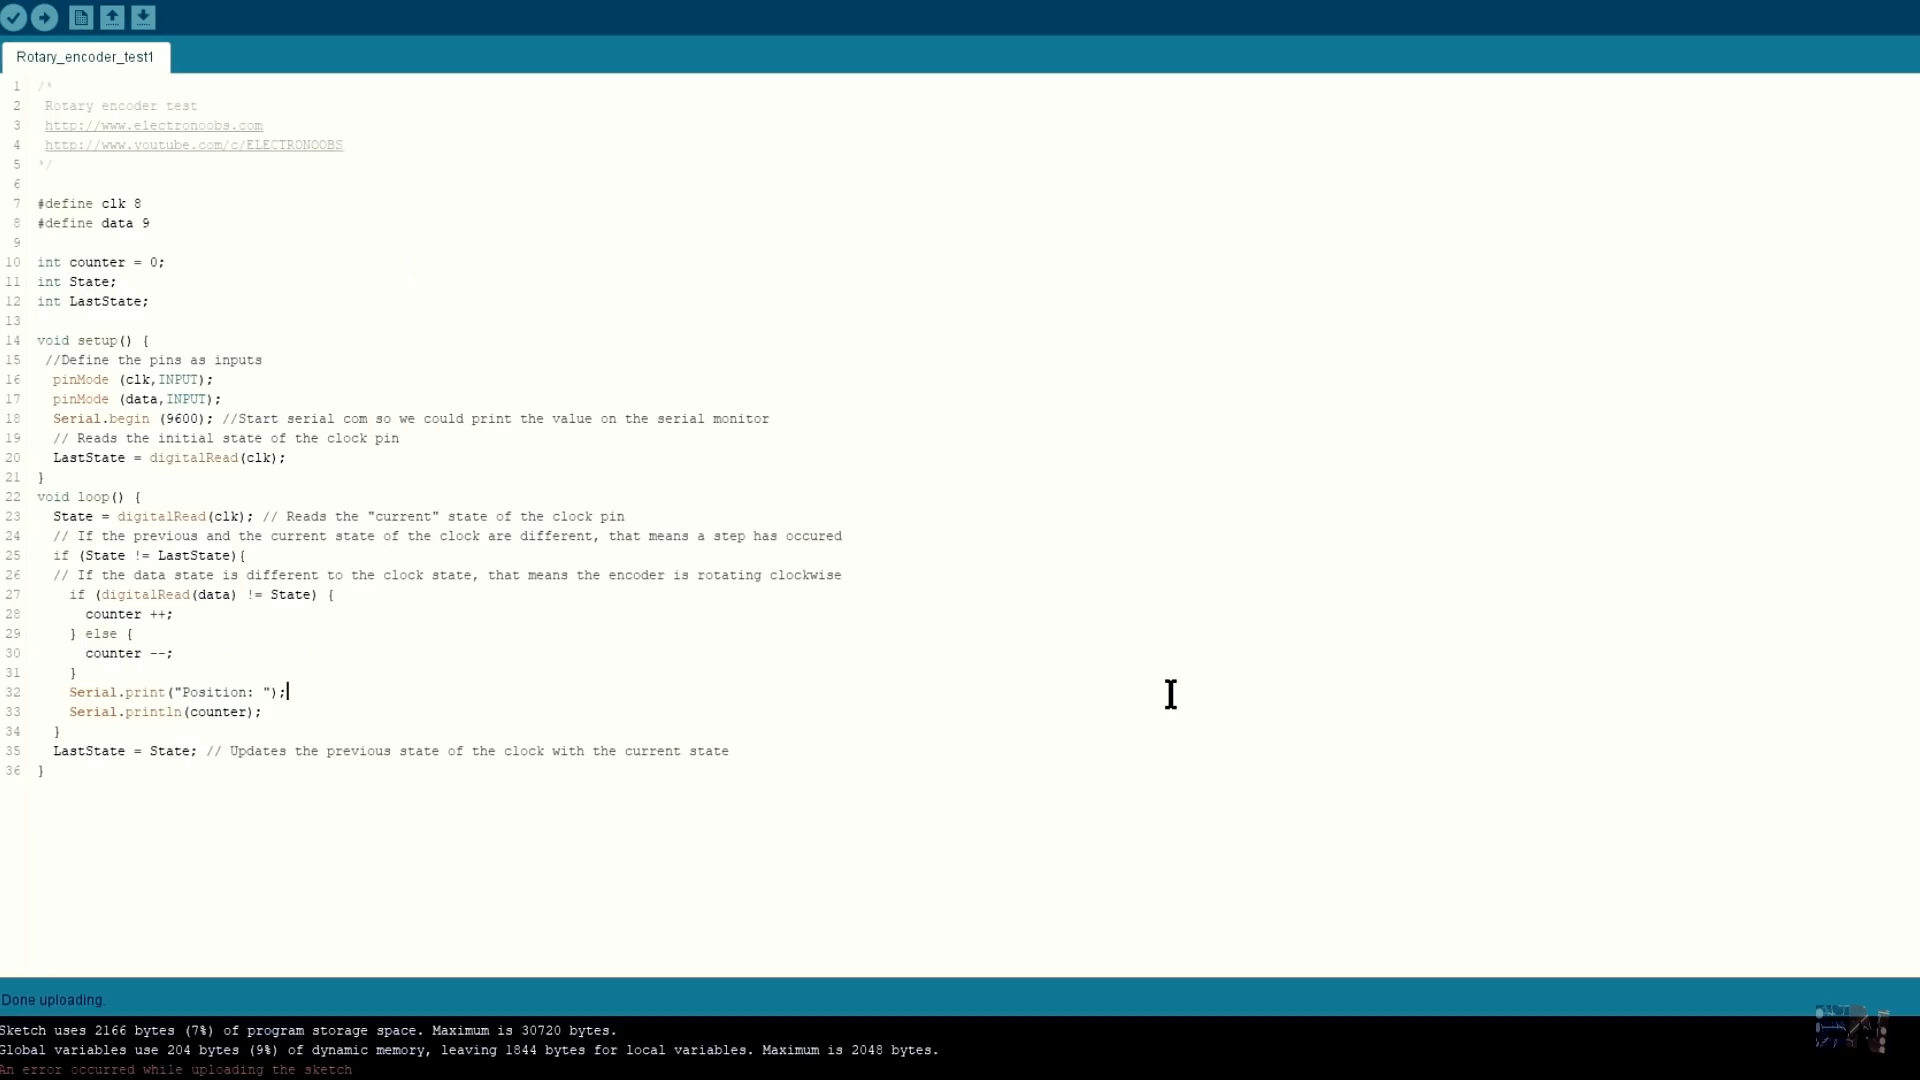 Rotary_encoder_test1
1 /*
2 Rotary encoder test
3 http://www.electronoobs.com
4 http://www.youtube.com/c/ELECTRONOOBS
5 */
6
7 #define clk 8
8 #define data 9
9
10 int counter = 0;
11 int State;
12 int LastState;
13
14 void setup() {
15 //Define the pins as inputs
16 pinMode (clk,INPUT);
17 pinMode (data,INPUT);
18 Serial.begin (9600); //Start serial com so we could print the value on the serial monitor
19 // Reads the initial state of the clock pin
20 LastState = digitalRead(clk);
21 }
22 void loop() {
23 State = digitalRead(clk); // Reads the "current" state of the clock pin
24 // If the previous and the current state of the clock are different, that means a step has occured
25 if (State != LastState){
26 // If the data state is different to the clock state, that means the encoder is rotating clockwise
27 if (digitalRead(data) != State) {
28 counter ++;
29 } else {
30 counter --;
31 }
32 Serial.print("Position: ");
33 Serial.println(counter);
34 }
35 LastState = State; // Updates the previous state of the clock with the current state
36 }
Done uploading.
Sketch uses 2166 bytes (7%) of program storage space. Maximum is 30720 bytes.
Global variables use 204 bytes (9%) of dynamic memory, leaving 1844 bytes for local variables. Maximum is 2048 bytes.
An error occurred while uploading the sketch